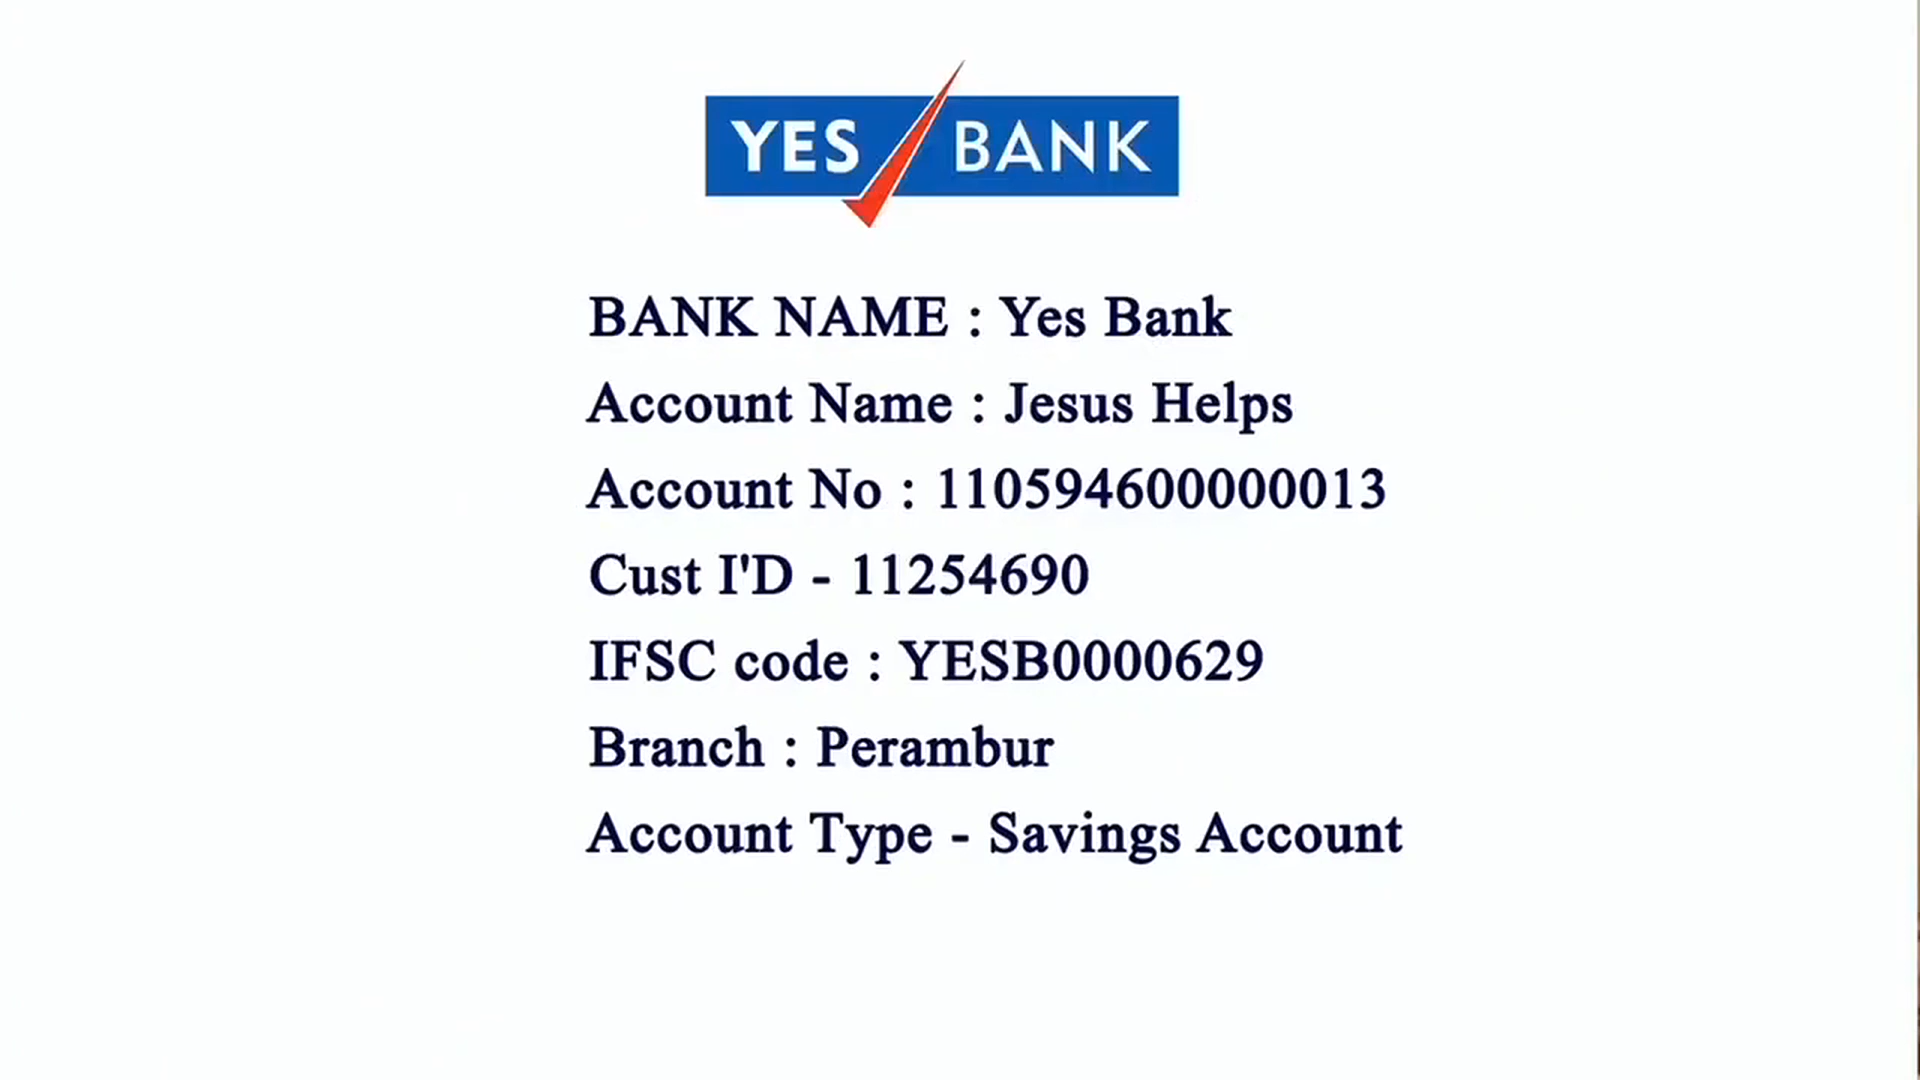 YES BANK
BANK NAME : Yes Bank
Account Name : Jesus Helps
Account No : 110594600000013
Cust I'D - 11254690
IFSC code : YESB0000629
Branch : Perambur
Account Type - Savings Account